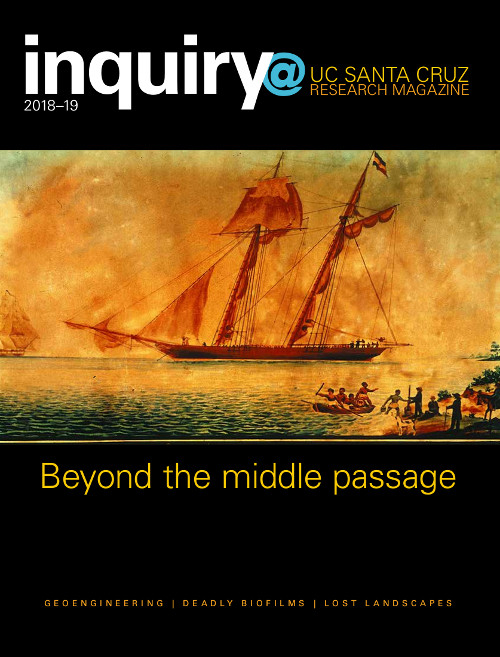 inquiry@
UC SANTA CRUZ
RESEARCH MAGAZINE
2018–19
Beyond the middle passage
GEOENGINEERING | DEADLY BIOFILMS | LOST LANDSCAPES